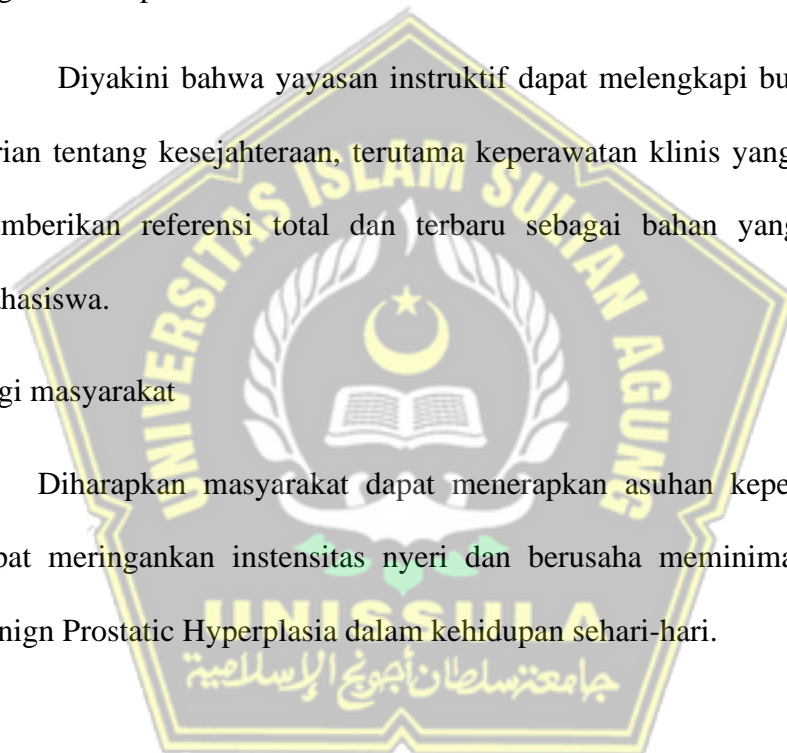 Diyakini bahwa yayasan instruktif dapat melengkapi bu
rian tentang kesejahteraan, terutama keperawatan klinis yang
mberikan referensi total dan terbaru sebagai bahan yang
hasiswa.
gi masyarakat
Diharapkan masyarakat dapat menerapkan asuhan kepe
pat meringankan instensitas nyeri dan berusaha meminima
nign Prostatic Hyperplasia dalam kehidupan sehari-hari.
UNIVERSITAS ISLAM SULTAN AGUNG
UNISSULA
جامعة سلطان أجونج الإسلامية